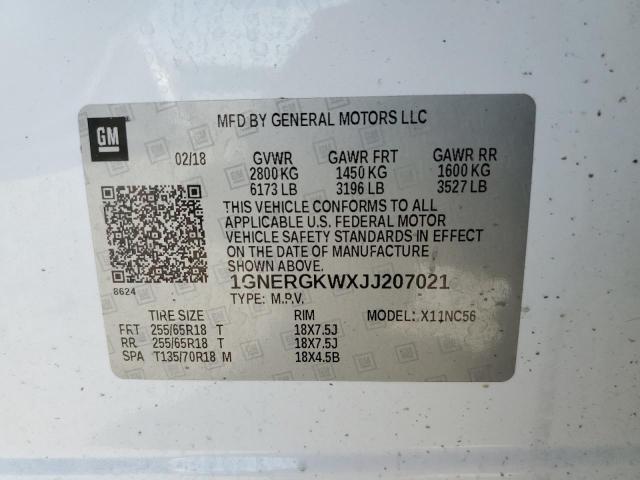 MFD BY GENERAL MOTORS LLC
GM
02/18 GVWR GAWR FRT GAWR RR
2800 KG 1450 KG 1600 KG
6173 LB 3196 LB 3527 LB
THIS VEHICLE CONFORMS TO ALL
APPLICABLE U.S. FEDERAL MOTOR
VEHICLE SAFETY STANDARDS IN EFFECT
ON THE DATE OF MANUFACTURE
SHOWN ABOVE.
8624
1GNERGKWXJJ207021
TYPE: M.P.V.
TIRE SIZE RIM MODEL: X11NC56
FRT 255/65R18 T 18X7.5J
RR 255/65R18 T 18X7.5J
SPA T135/70R18 M 18X4.5B